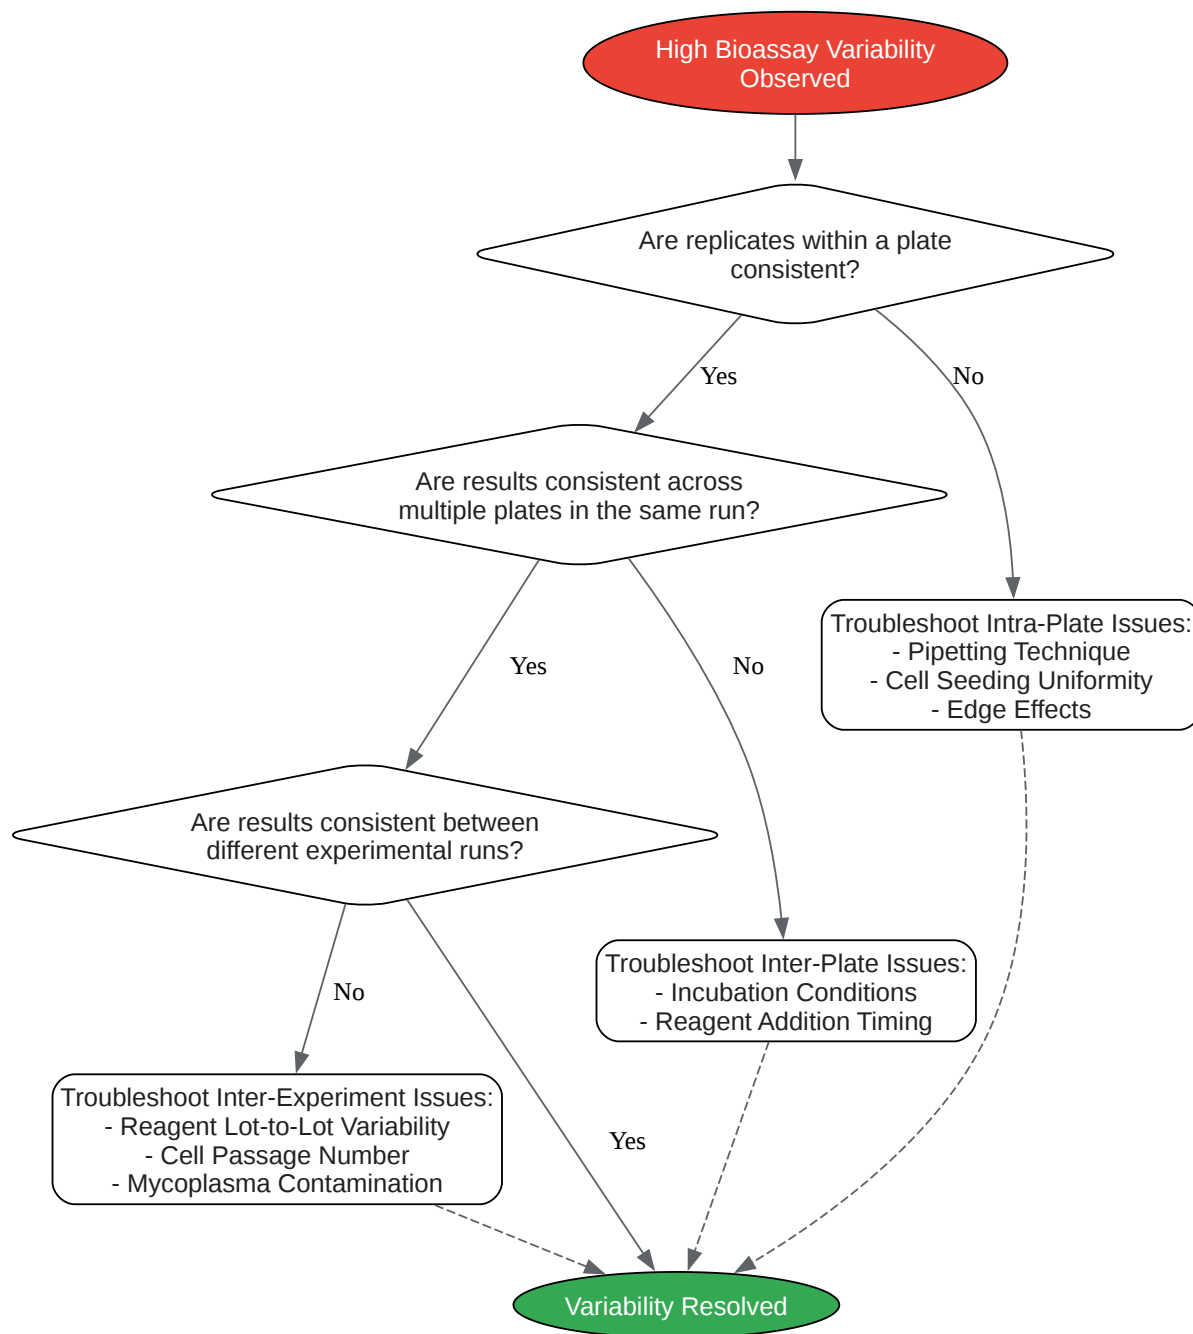 High Bioassay Variability
Observed
Are replicates within a plate
consistent?
Yes
No
Are results consistent across
multiple plates in the same run?
Troubleshoot Intra-Plate Issues:
- Pipetting Technique
- Cell Seeding Uniformity
- Edge Effects
Yes
No
Are results consistent between
different experimental runs?
Troubleshoot Inter-Plate Issues:
- Incubation Conditions
- Reagent Addition Timing
No
Troubleshoot Inter-Experiment Issues:
- Reagent Lot-to-Lot Variability
- Cell Passage Number
- Mycoplasma Contamination
Yes
Variability Resolved